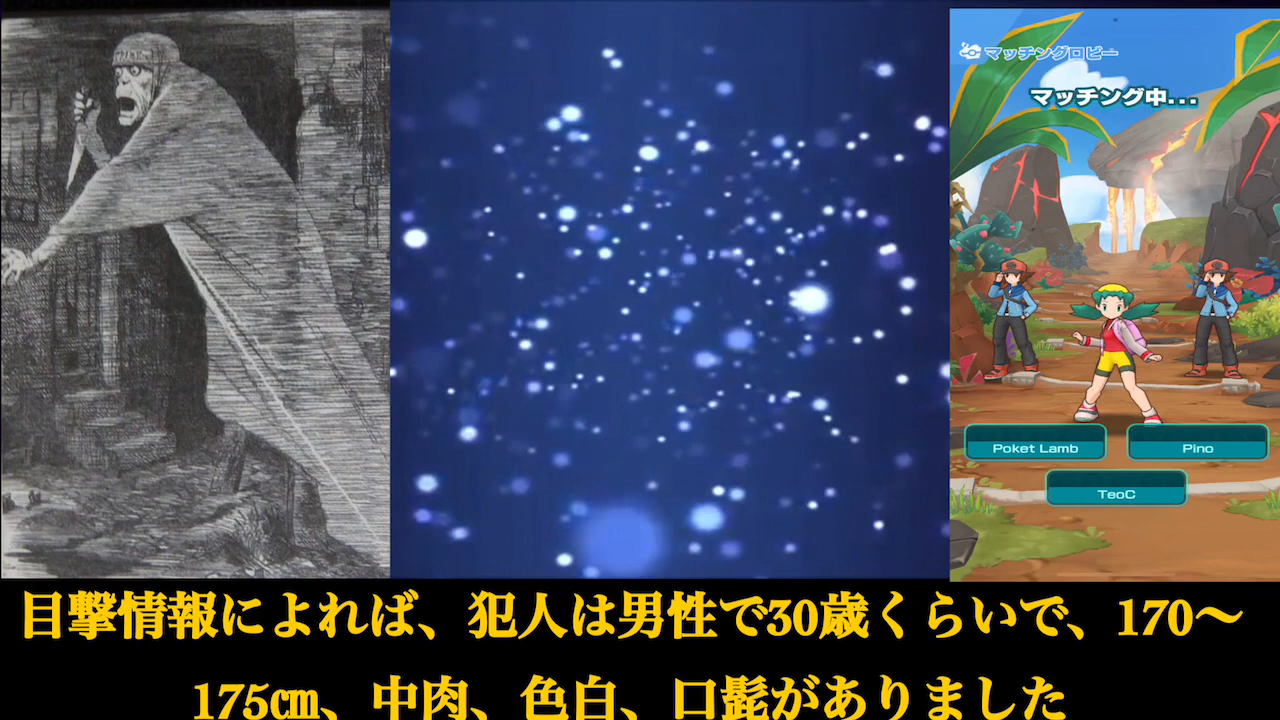 マッチングロビー
マッチング中...
Poket Lamb
Pino
TeoC
目撃情報によれば、犯人は男性で30歳くらいで、170〜
175㎝、中肉、色白、口髭がありました